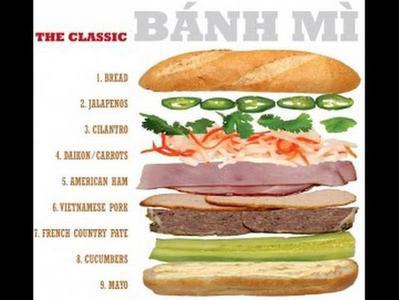 THE CLASSIC BÁNH MÌ
1. BREAD
2. JALAPENOS
3. CILANTRO
4. DAIKON/CARROTS
5. AMERICAN HAM
6. VIETNAMESE PORK
7. FRENCH COUNTRY PATE
8. CUCUMBERS
9. MAYO